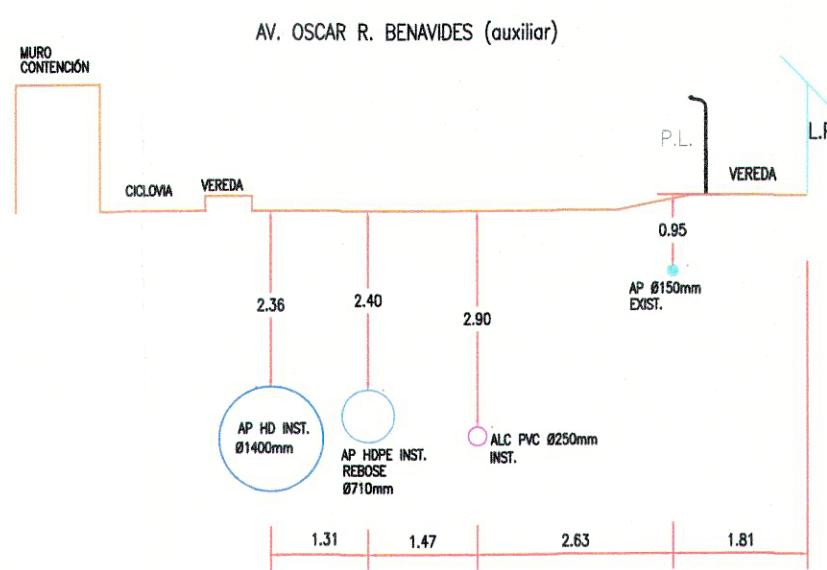 AV. OSCAR R. BENAVIDES (auxiliar)
MURO
CONTENCIÓN
P.L.
L.P
CICLOVIA
VEREDA
VEREDA
0.95
2.36
2.40
2.90
AP Ø150mm
EXIST.
AP HD INST.
Ø1400mm
AP HDPE INST.
REBOSE
Ø710mm
ALC PVC Ø250mm
INST.
1.31
1.47
2.63
1.81